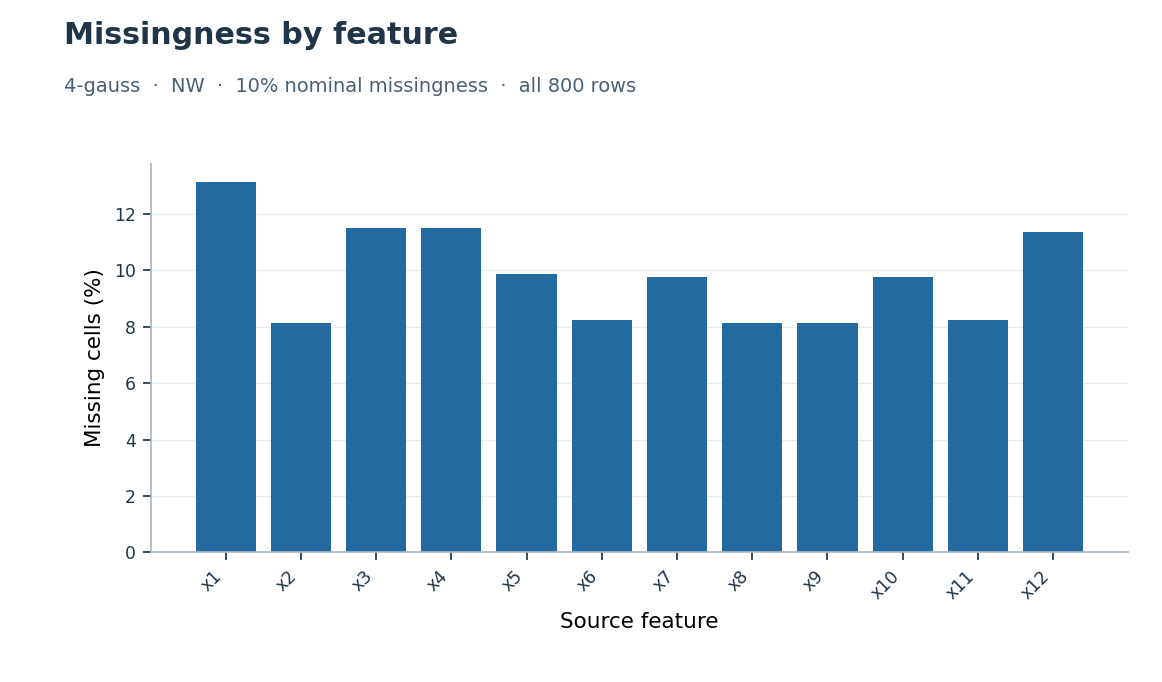 Missingness by feature
4-gauss · NW · 10% nominal missingness · all 800 rows
12
10
8
6
4
2
0
Missing cells (%)
x1 x2 x3 x4 x5 x6 x7 x8 x9 x10 x11 x12
Source feature